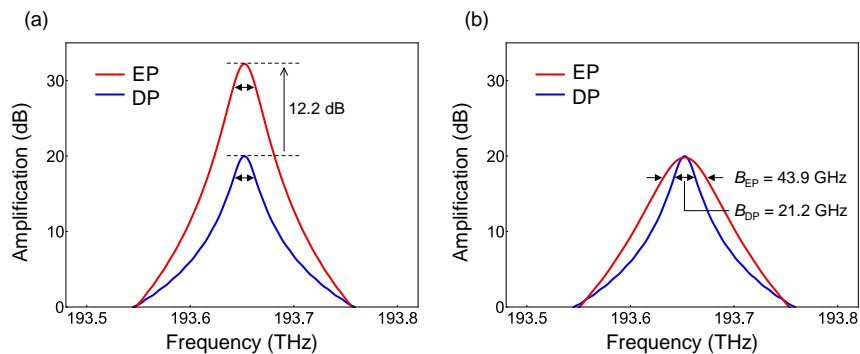 (a)
Amplification (dB)
30
20
10
0
EP
DP
12.2 dB
193.5
193.6
193.7
193.8
Frequency (THz)
(b)
Amplification (dB)
30
20
10
0
EP
DP
B_EP = 43.9 GHz
B_DP = 21.2 GHz
193.5
193.6
193.7
193.8
Frequency (THz)